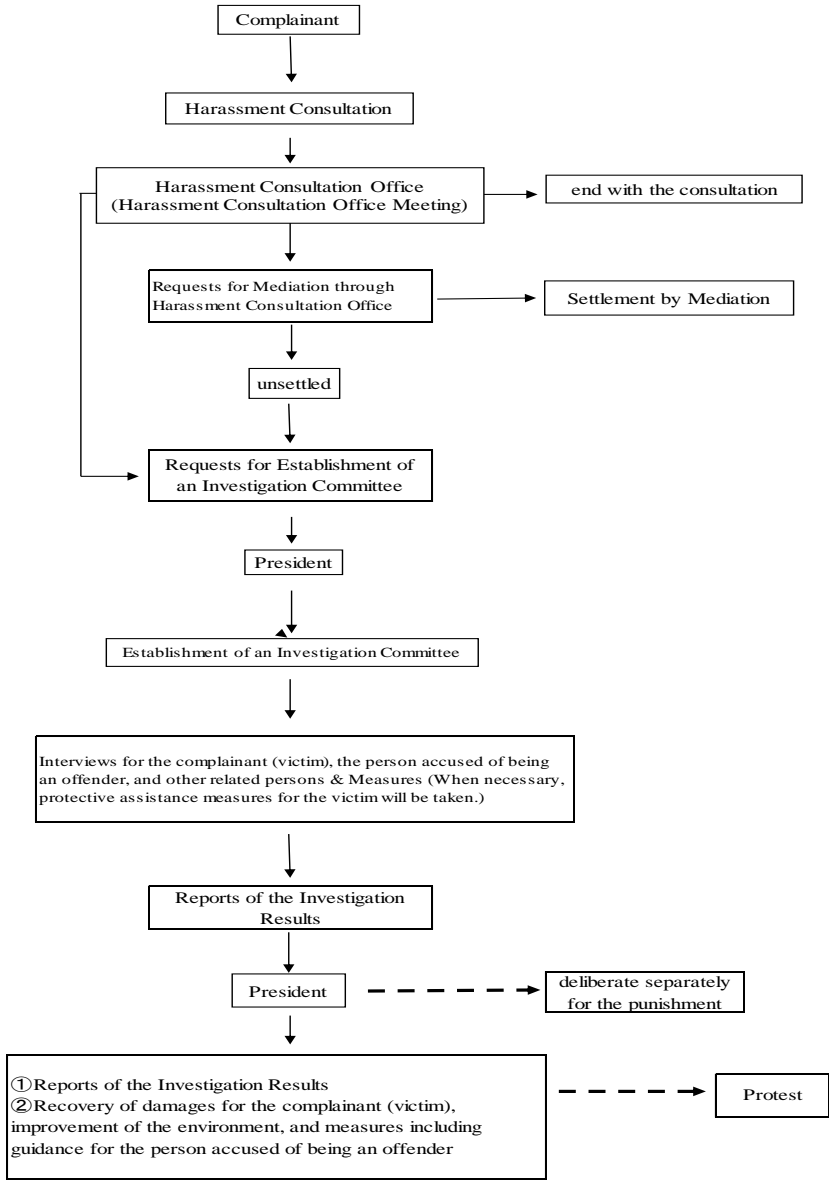 Complainant
Harassment Consultation
Harassment Consultation Office
(Harassment Consultation Office Meeting)
end with the consultation
Requests for Mediation through
Harassment Consultation Office
Settlement by Mediation
unsettled
Requests for Establishment of
an Investigation Committee
President
Establishment of an Investigation Committee
Interviews for the complainant (victim), the person accused of being
an offender, and other related persons & Measures (When necessary,
protective assistance measures for the victim will be taken.)
Reports of the Investigation
Results
President
deliberate separately
for the punishment
①Reports of the Investigation Results
②Recovery of damages for the complainant (victim),
improvement of the environment, and measures including
guidance for the person accused of being an offender
Protest